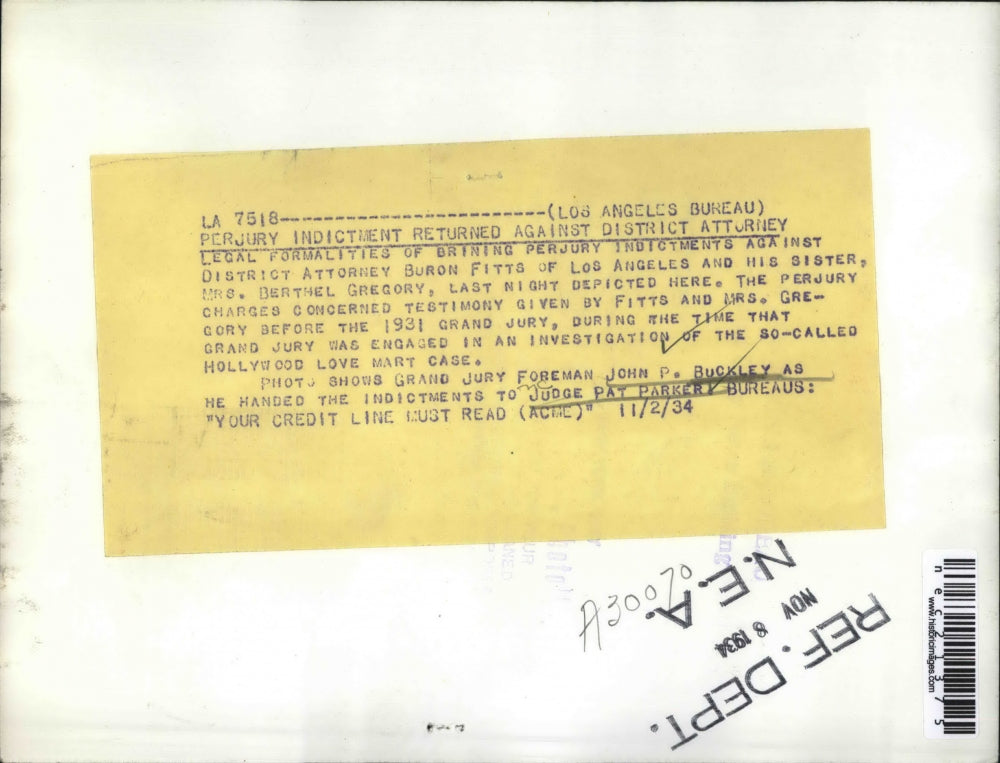 LA 7518--------------------------(LOS ANGELES BUREAU)
PERJURY INDICTMENT RETURNED AGAINST DISTRICT ATTORNEY
LEGAL FORMALITIES OF BRINING PERJURY INDICTMENTS AGAINST
DISTRICT ATTORNEY BURON FITTS OF LOS ANGELES AND HIS SISTER,
MRS. BERTHEL GREGORY, LAST NIGHT DEPICTED HERE. THE PERJURY
CHARGES CONCERNED TESTIMONY GIVEN BY FITTS AND MRS. GRE-
GORY BEFORE THE 1931 GRAND JURY, DURING THE TIME THAT
GRAND JURY WAS ENGAGED IN AN INVESTIGATION OF THE SO-CALLED
HOLLYWOOD LOVE MART CASE.
PHOTO SHOWS GRAND JURY FOREMAN JOHN P. BUCKLEY AS
HE HANDED THE INDICTMENTS TO JUDGE PAT PARKER. BUREAUS:
"YOUR CREDIT LINE MUST READ (ACME)" 11/2/34
A30070
N.E.A.
NOV 8 1934
REF. DEPT.
nec21375
www.historicimages.com